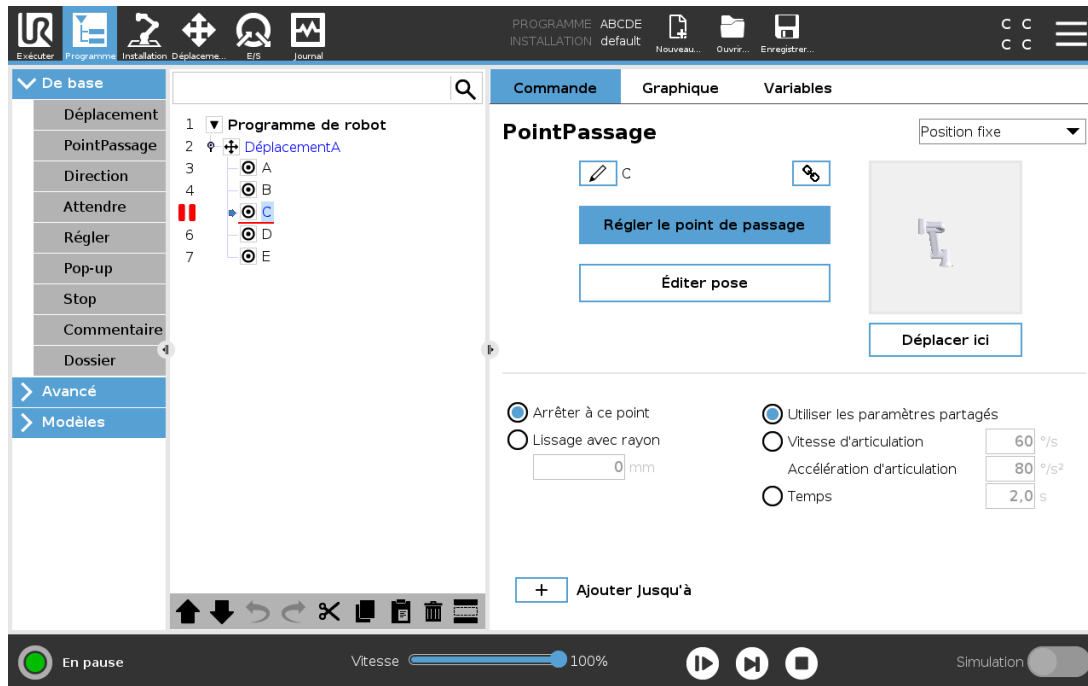 UR
PROGRAMME ABCDE
INSTALLATION default
C C
C C
Exécuter Programme Installation Déplaceme... E/S Journal Nouveau... Ouvrir... Enregistrer...
De base
Déplacement
PointPassage
Direction
Attendre
Régler
Pop-up
Stop
Commentaire
Dossier
Avancé
Modèles
1 Programme de robot
2 DéplacementA
3 A
4 B
C
6 D
7 E
Commande Graphique Variables
PointPassage
Position fixe
C
Régler le point de passage
Éditer pose
Déplacer ici
Arrêter à ce point
Lissage avec rayon
0 mm
Utiliser les paramètres partagés
Vitesse d'articulation 60 °/s
Accélération d'articulation 80 °/s²
Temps 2,0 s
+ Ajouter Jusqu'à
En pause
Vitesse 100%
Simulation